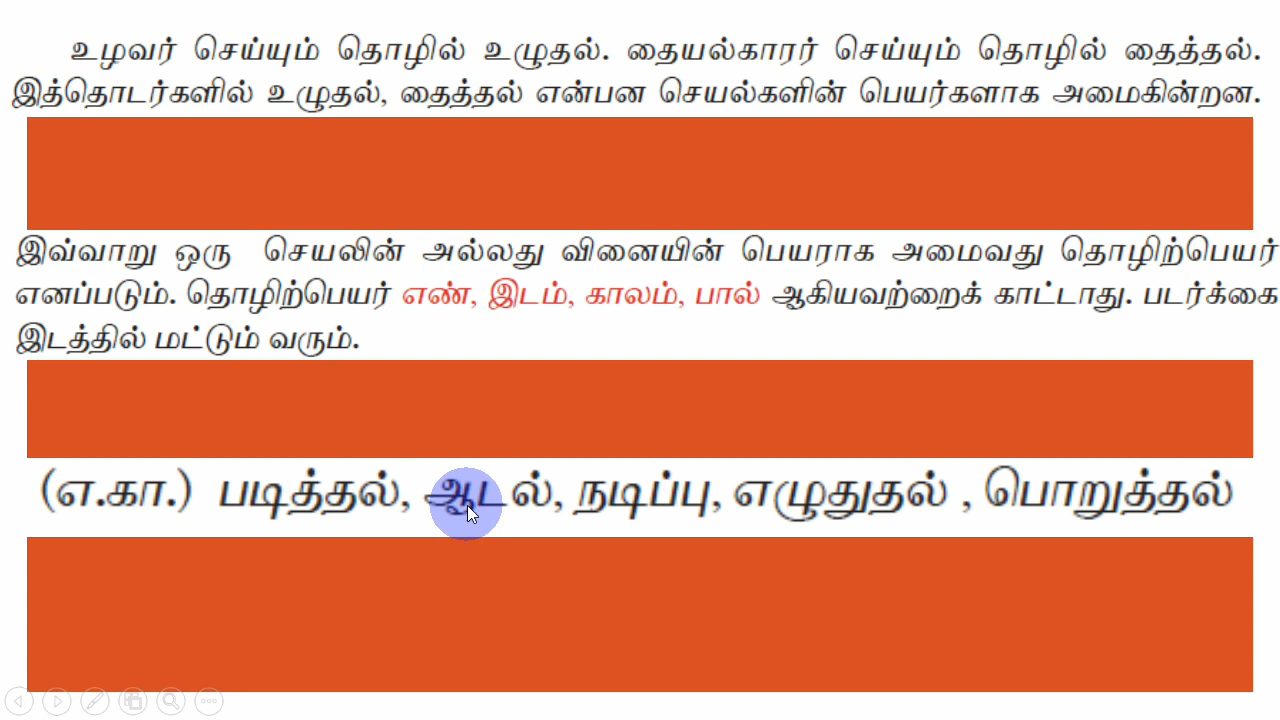 உழவர் செய்யும் தொழில் உழுதல். தையல்காரர் செய்யும் தொழில் தைத்தல்.
இத்தொடர்களில் உழுதல், தைத்தல் என்பன செயல்களின் பெயர்களாக அமைகின்றன.
இவ்வாறு ஒரு செயலின் அல்லது வினையின் பெயராக அமைவது தொழிற்பெயர்
எனப்படும். தொழிற்பெயர் எண், இடம், காலம், பால் ஆகியவற்றைக் காட்டாது. படர்க்கை
இடத்தில் மட்டும் வரும்.
(எ.கா.) படித்தல், ஆடல், நடிப்பு, எழுதுதல் , பொறுத்தல்